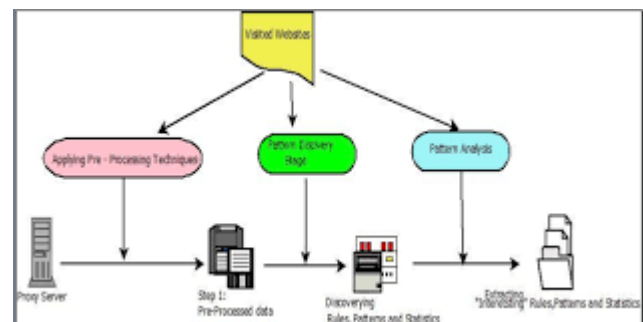 Visited Websites
Applying Pre - Processing Techniques
Pattern Discovery
Stage
Pattern Analysis
Proxy Server
Step 1:
Pre-Processed data
Discovering
Rules, Patterns and Statistics
Extracting
"Interesting" Rules,Patterns and Statistics